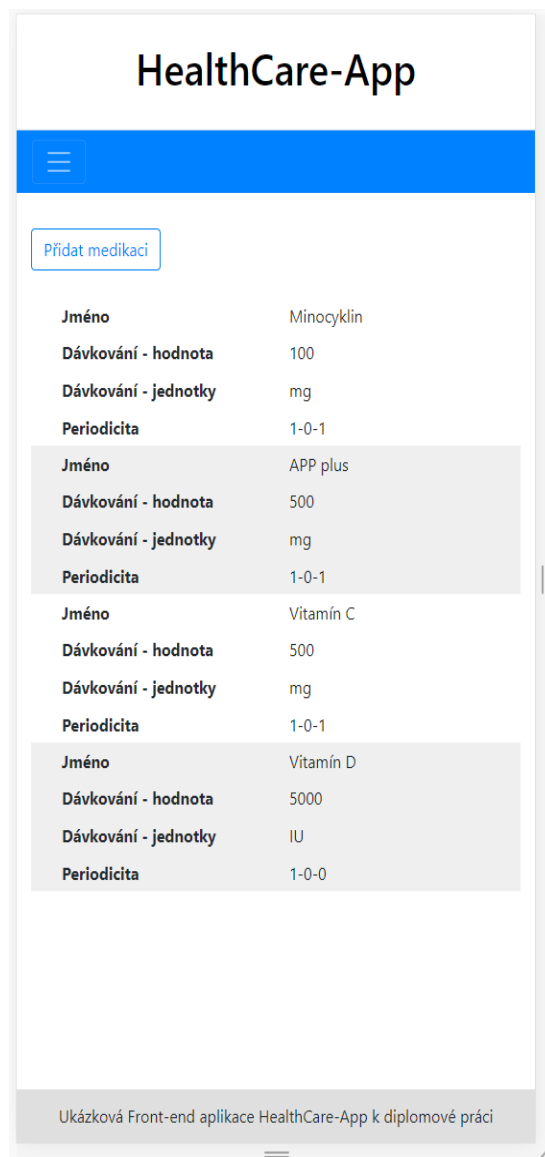 HealthCare-App
Přidat medikaci
Jméno Minocyklin
Dávkování - hodnota 100
Dávkování - jednotky mg
Periodicita 1-0-1
Jméno APP plus
Dávkování - hodnota 500
Dávkování - jednotky mg
Periodicita 1-0-1
Jméno Vitamín C
Dávkování - hodnota 500
Dávkování - jednotky mg
Periodicita 1-0-1
Jméno Vitamín D
Dávkování - hodnota 5000
Dávkování - jednotky IU
Periodicita 1-0-0
Ukázková Front-end aplikace HealthCare-App k diplomové práci